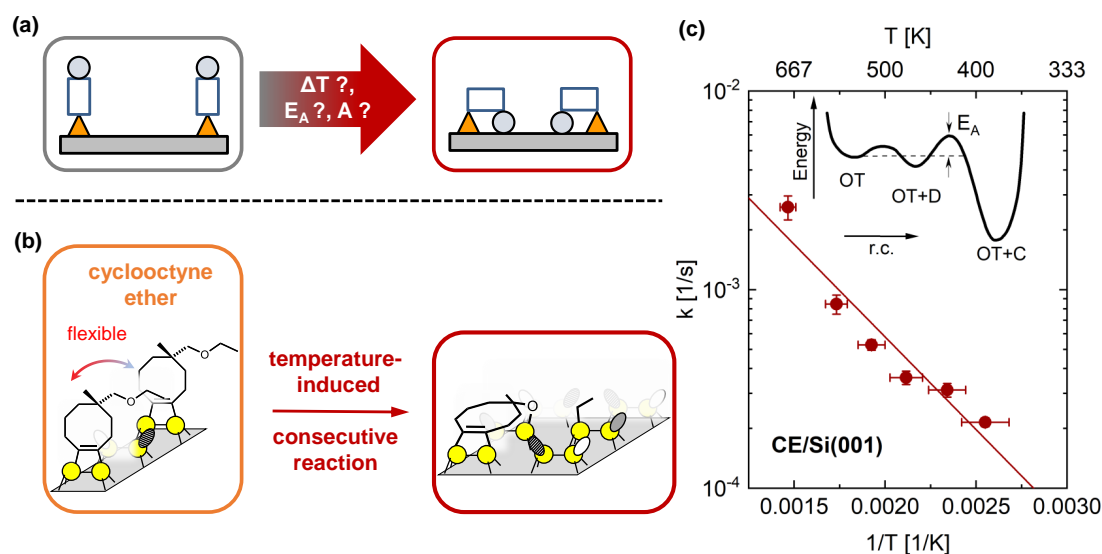 (a)
ΔT ?,
E_A ?, A ?
(b)
cyclooctyne
ether
flexible
O
O
temperature-
induced
consecutive
reaction
O
(c)
T [K]
667 500 400 333
10^-2
10^-3
10^-4
k [1/s]
Energy
E_A
OT
OT+D
OT+C
r.c.
CE/Si(001)
0.0015 0.0020 0.0025 0.0030
1/T [1/K]